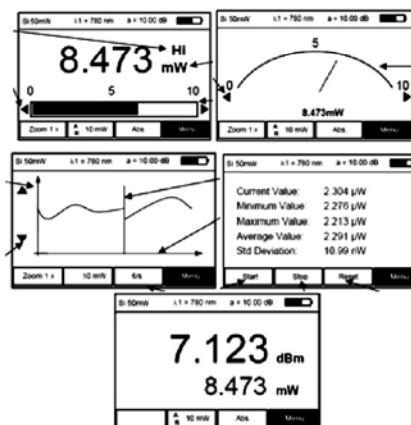 Si 50mW λ1 = 780 nm a = 10.00 dB
Hi
8.473 mW
0 5 10
Zoom 1 x A R 10 mW Abs. Menu
Si 50mW λ1 = 780 nm a = 10.00 dB
5
0 10
8.473mW
Zoom 1 x A R 10 mW Abs Menu
Si 50mW λ1 = 780 nm a = 10.00 dB
Zoom 1 x 10 mW 6/s Menu
Si 50mW λ1 = 780 nm a = 10.00 dB
Current Value: 2.304 µW
Minimum Value: 2.276 µW
Maximum Value: 2.213 µW
Average Value: 2.291 µW
Std Deviation: 10.99 nW
Start Stop Reset Menu
Si 50mW λ1 = 780 nm a = 10.00 dB
7.123 dBm
8.473 mW
A R 10 mW Abs. Menu